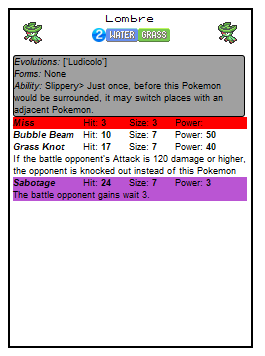 Lombre
2 WATER GRASS
Evolutions: ['Ludicolo']
Forms: None
Ability: Slippery> Just once, before this Pokemon
would be surrounded, it may switch places with an
adjacent Pokemon.
Miss Hit: 3 Size: 3 Power:
Bubble Beam Hit: 10 Size: 7 Power: 50
Grass Knot Hit: 17 Size: 7 Power: 40
If the battle opponent's Attack is 120 damage or higher,
the opponent is knocked out instead of this Pokemon
Sabotage Hit: 24 Size: 7 Power: 3
The battle opponent gains wait 3.